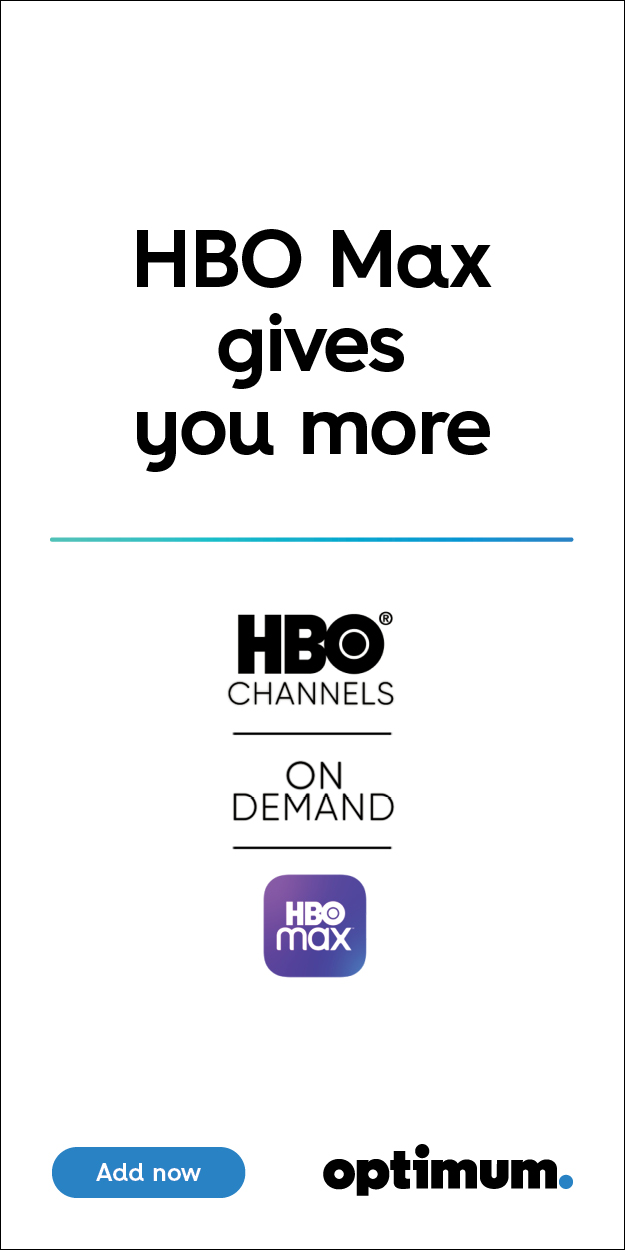 HBO Max
gives
you more
HBO®
CHANNELS
ON
DEMAND
HBO
max
Add now
optimum.